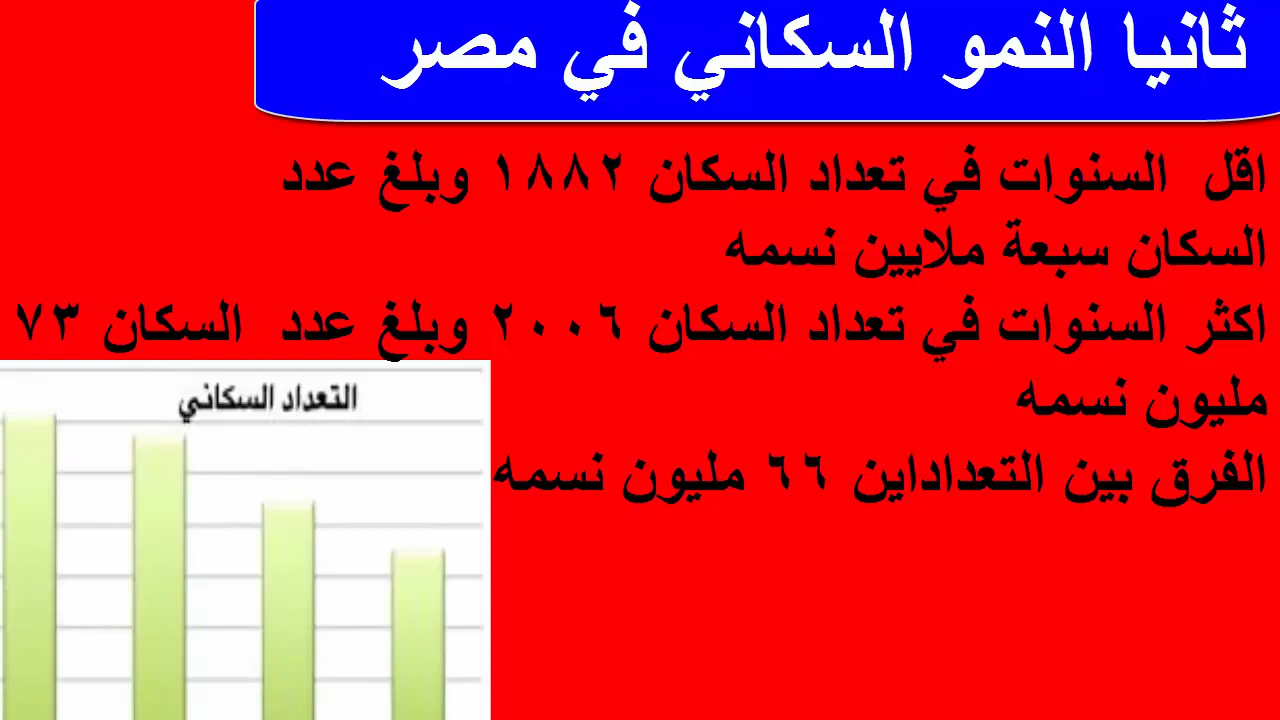 ثانيا النمو السكاني في مصر
اقل السنوات في تعداد السكان ١٨٨٢ وبلغ عدد
السكان سبعة ملايين نسمه
اكثر السنوات في تعداد السكان ٢٠٠٦ وبلغ عدد السكان ٧٣
مليون نسمه
الفرق بين التعدادين ٦٦ مليون نسمه
التعداد السكاني